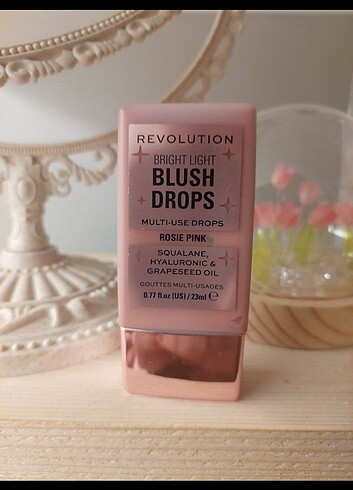 REVOLUTION
BRIGHT LIGHT
BLUSH
DROPS
MULTI-USE DROPS
ROSIE PINK
SQUALANE,
HYALURONIC &
GRAPESEED OIL
GOUTTES MULTI-USAGES
0.77 fl.oz (US) / 23ml ℮